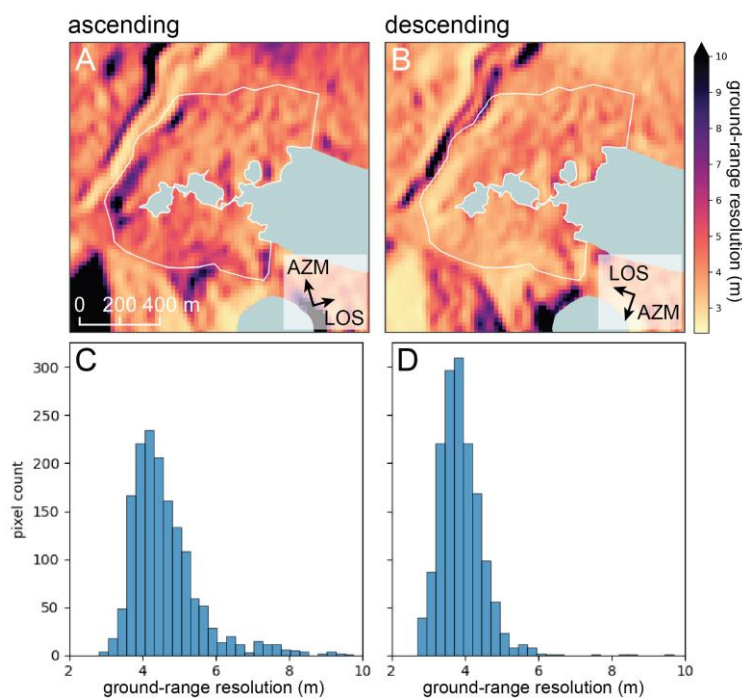 ascending
descending
A
B
AZM
LOS
0 200 400 m
LOS
AZM
10
9
8
7
6
5
4
3
ground-range resolution (m)
C
D
300
250
200
150
100
50
0
pixel count
2 4 6 8 10
2 4 6 8 10
ground-range resolution (m)
ground-range resolution (m)